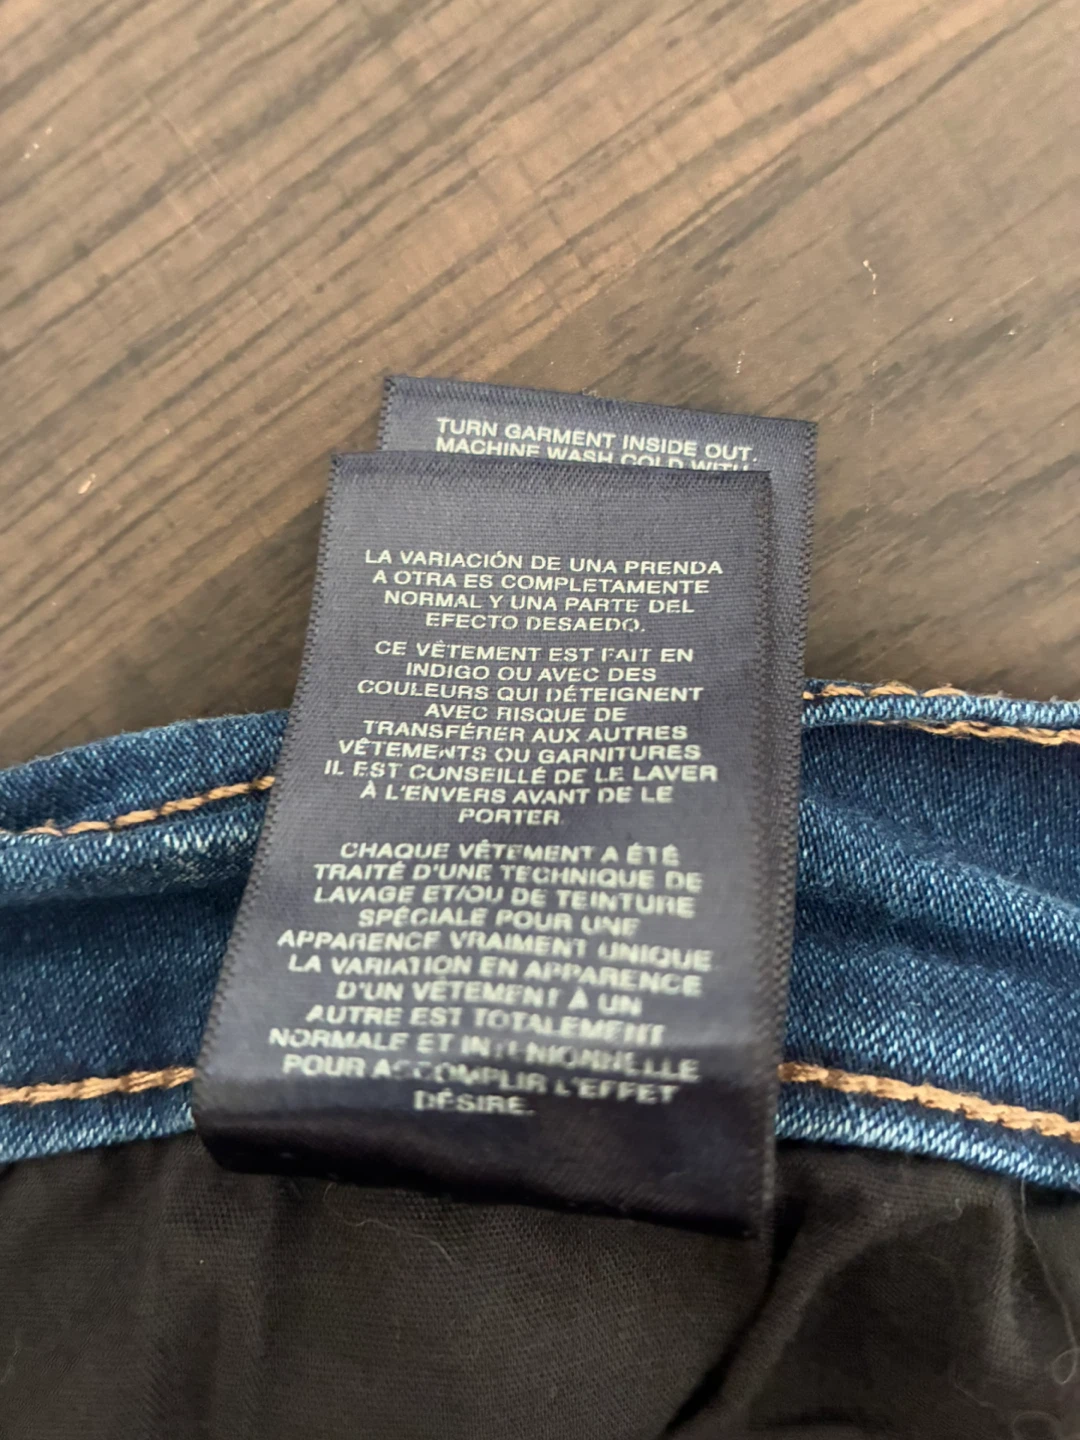 TURN GARMENT INSIDE OUT.
MACHINE WASH COLD WITH
LA VARIACIÓN DE UNA PRENDA
A OTRA ES COMPLETAMENTE
NORMAL Y UNA PARTE DEL
EFECTO DESAEDO.
CE VÊTEMENT EST FAIT EN
INDIGO OU AVEC DES
COULEURS QUI DÉTEIGNENT
AVEC RISQUE DE
TRANSFÉRER AUX AUTRES
VÊTEMENTS OU GARNITURES
IL EST CONSEILLÉ DE LE LAVER
À L'ENVERS AVANT DE LE
PORTER.
CHAQUE VÊTEMENT A ÉTÉ
TRAITÉ D'UNE TECHNIQUE DE
LAVAGE ET/OU DE TEINTURE
SPÉCIALE POUR UNE
APPARENCE VRAIMENT UNIQUE
LA VARIATION EN APPARENCE
D'UN VÊTEMENT À UN
AUTRE EST TOTALEMENT
NORMALE ET INTENIONNELLE
POUR ACCOMPLIR L'EFFET
DÉSIRE.